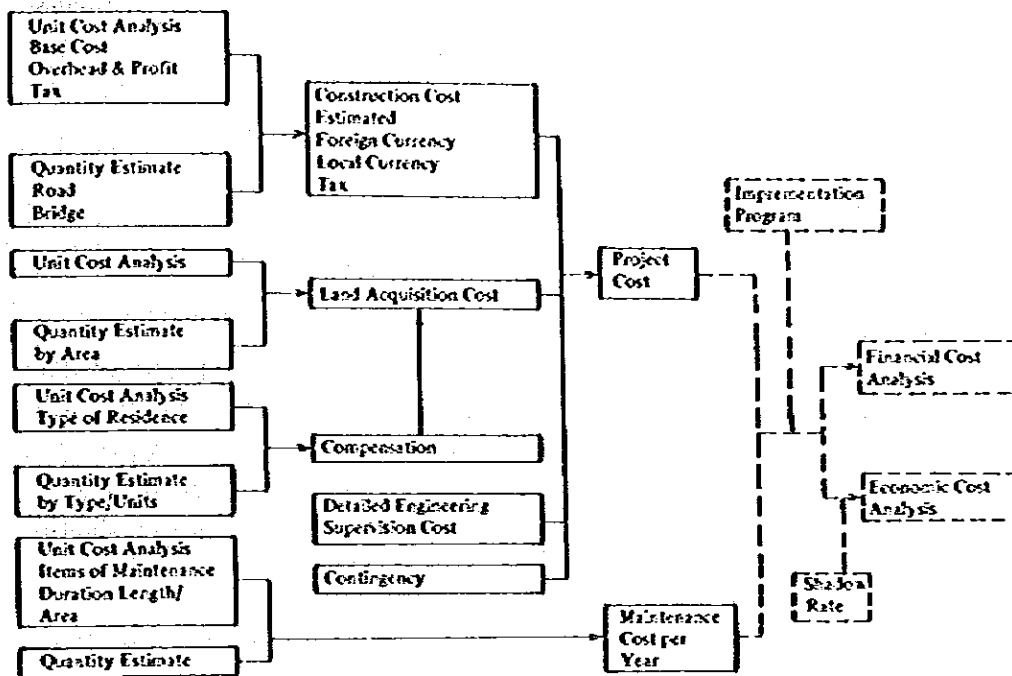 Unit Cost Analysis
Base Cost
Overhead & Profit
Tax
Quantity Estimate
Road
Bridge
Unit Cost Analysis
Quantity Estimate
by Area
Unit Cost Analysis
Type of Residence
Quantity Estimate
by Type/Units
Unit Cost Analysis
Items of Maintenance
Duration Length/
Area
Quantity Estimate
Construction Cost
Estimated
Foreign Currency
Local Currency
Tax
Land Acquisition Cost
Compensation
Detailed Engineering
Supervision Cost
Contingency
Project
Cost
Maintenance
Cost per
Year
Imprementation
Program
Financial Cost
Analysis
Economic Cost
Analysis
Shadow
Rate